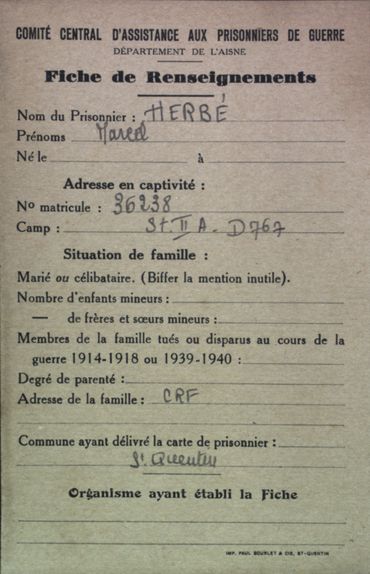 COMITÉ CENTRAL D'ASSISTANCE AUX PRISONNIERS DE GUERRE
DÉPARTEMENT DE L'AISNE
Fiche de Renseignements
Nom du Prisonnier : HERBÉ
Prénoms Marcel
Né le à
Adresse en captivité :
No matricule : 36238
Camp : St. II A - D767
Situation de famille :
Marié ou célibataire. (Biffer la mention inutile).
Nombre d'enfants mineurs :
— de frères et sœurs mineurs :
Membres de la famille tués ou disparus au cours de la
guerre 1914-1918 ou 1939-1940 :
Degré de parenté :
Adresse de la famille : CRF
Commune ayant délivré la carte de prisonnier :
St Quentin
Organisme ayant établi la Fiche
IMP. PAUL BOURLET & CIE, ST-QUENTIN